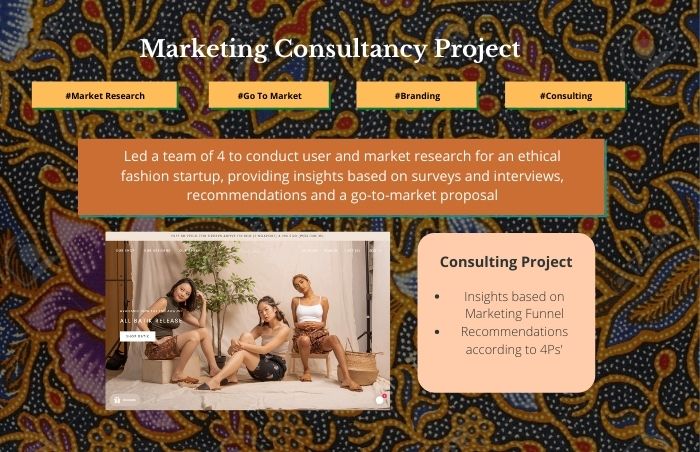 Marketing Consultancy Project
#Market Research
#Go To Market
#Branding
#Consulting
Led a team of 4 to conduct user and market research for an ethical
fashion startup, providing insights based on surveys and interviews,
recommendations and a go-to-market proposal
OUR SHOP
ALL BATIK RELEASE
SHOP BATIK
Consulting Project
• Insights based on
Marketing Funnel
• Recommendations
according to 4Ps'